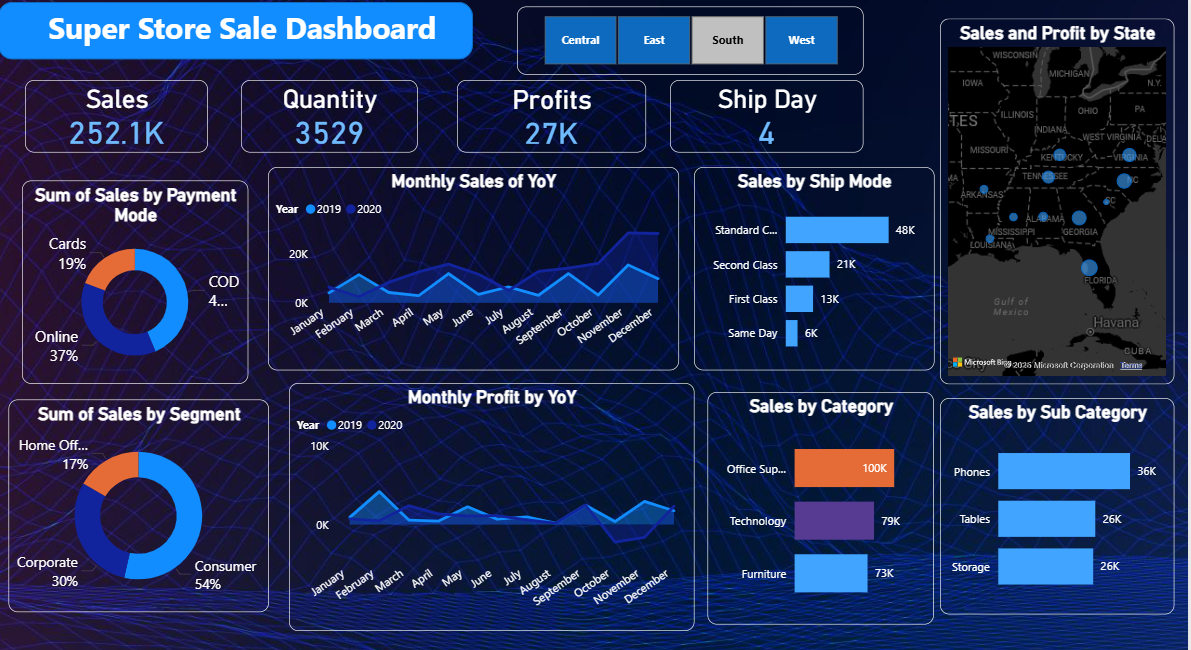 Super Store Sale Dashboard
Central
East
South
West
Sales
252.1K
Quantity
3529
Profits
27K
Ship Day
4
Sum of Sales by Payment
Mode
Cards
19%
COD
4...
Online
37%
Monthly Sales of YoY
Year 2019 2020
20K
0K
January
February
March
April
May
June
July
August
September
October
November
December
Sales by Ship Mode
Standard C... 48K
Second Class 21K
First Class 13K
Same Day 6K
Sales and Profit by State
WISCONSIN
MICHIGAN
IOWA
N.Y.
ILLINOIS
OHIO
PA
TES
INDIANA
WEST VIRGINIA
DELA
MISSOURI
KENTUCKY
VIRGINIA
TENNESSEE
NC
ARKANSAS
SC
ALABAMA
MISSISSIPPI
GEORGIA
LOUISIANA
FLORIDA
Gulf of
Mexico
Havana
CUBA
Microsoft Bing
© 2025 Microsoft Corporation Terms
Sum of Sales by Segment
Home Off...
17%
Corporate
30%
Consumer
54%
Monthly Profit by YoY
Year 2019 2020
10K
0K
January
February
March
April
May
June
July
August
September
October
November
December
Sales by Category
Office Sup... 100K
Technology 79K
Furniture 73K
Sales by Sub Category
Phones 36K
Tables 26K
Storage 26K